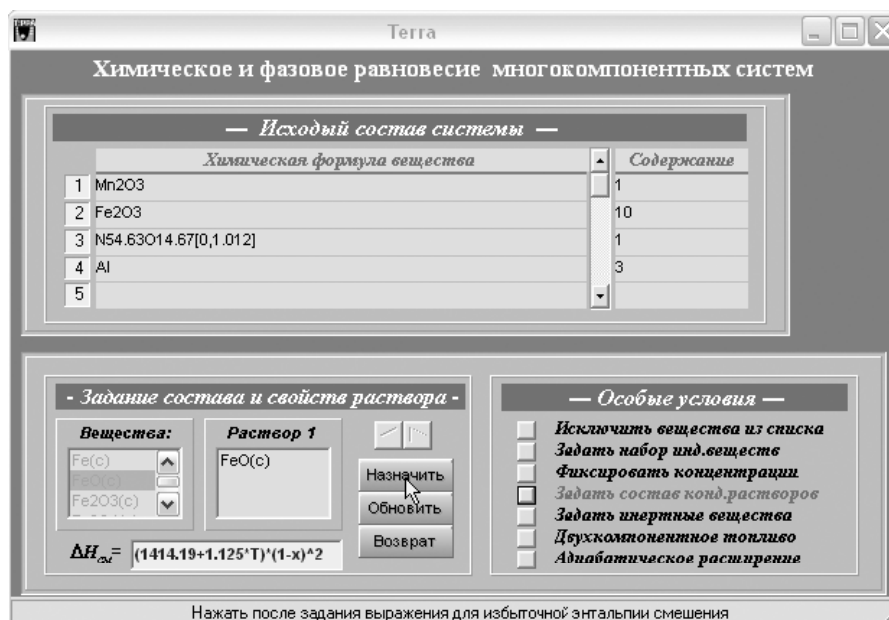 Terra
Химическое и фазовое равновесие многокомпонентных систем
— Исходый состав системы —
Химическая формула вещества Содержание
1 Mn2O3 1
2 Fe2O3 10
3 N54.63O14.67[0,1.012] 1
4 Al 3
5
- Задание состава и свойств раствора -
Вещества: Раствор 1
Fe(c)
FeO(c)
Fe2O3(c)
FeO(c)
Назначить
Обновить
Возврат
ΔHсм= (1414.19+1.125*T)*(1-x)^2
— Особые условия —
Исключить вещества из списка
Задать набор инд.веществ
Фиксировать концентрации
Задать состав конд.растворов
Задать инертные вещества
Двухкомпонентное топливо
Адиабатическое расширение
Нажать после задания выражения для избыточной энтальпии смешения